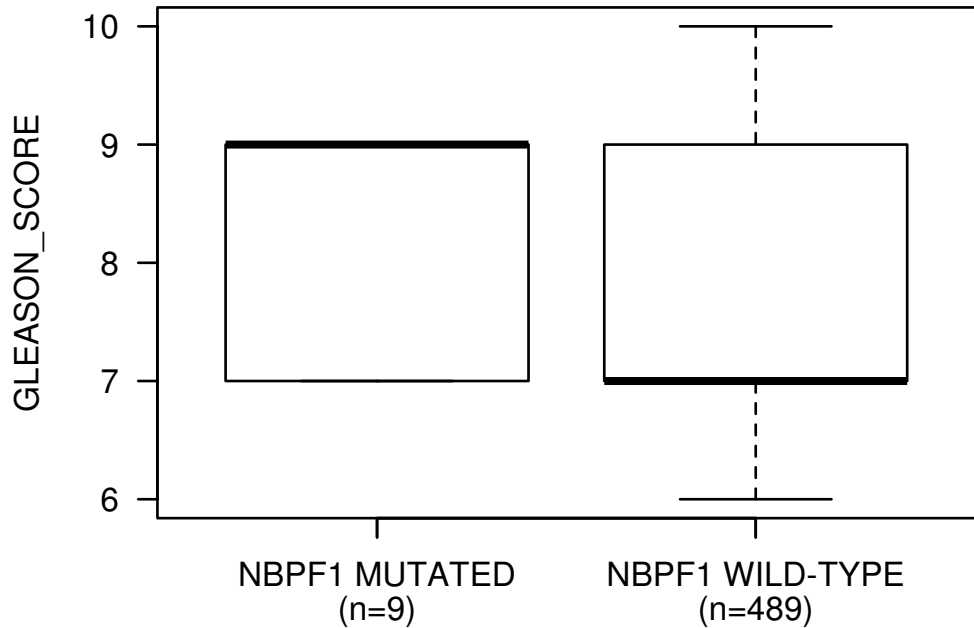 GLEASON_SCORE
10
9
8
7
6
NBPF1 MUTATED
(n=9)
NBPF1 WILD-TYPE
(n=489)